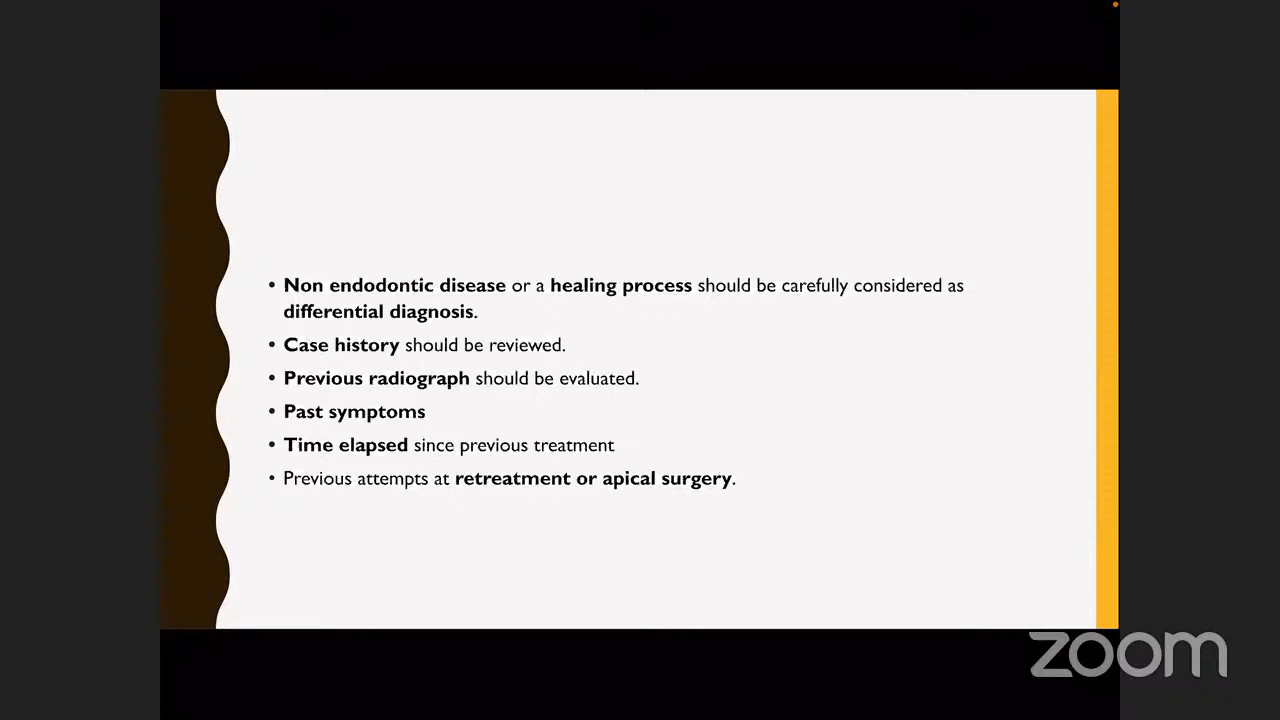 • Non endodontic disease or a healing process should be carefully considered as
differential diagnosis.
• Case history should be reviewed.
• Previous radiograph should be evaluated.
• Past symptoms
• Time elapsed since previous treatment
• Previous attempts at retreatment or apical surgery.
zoom